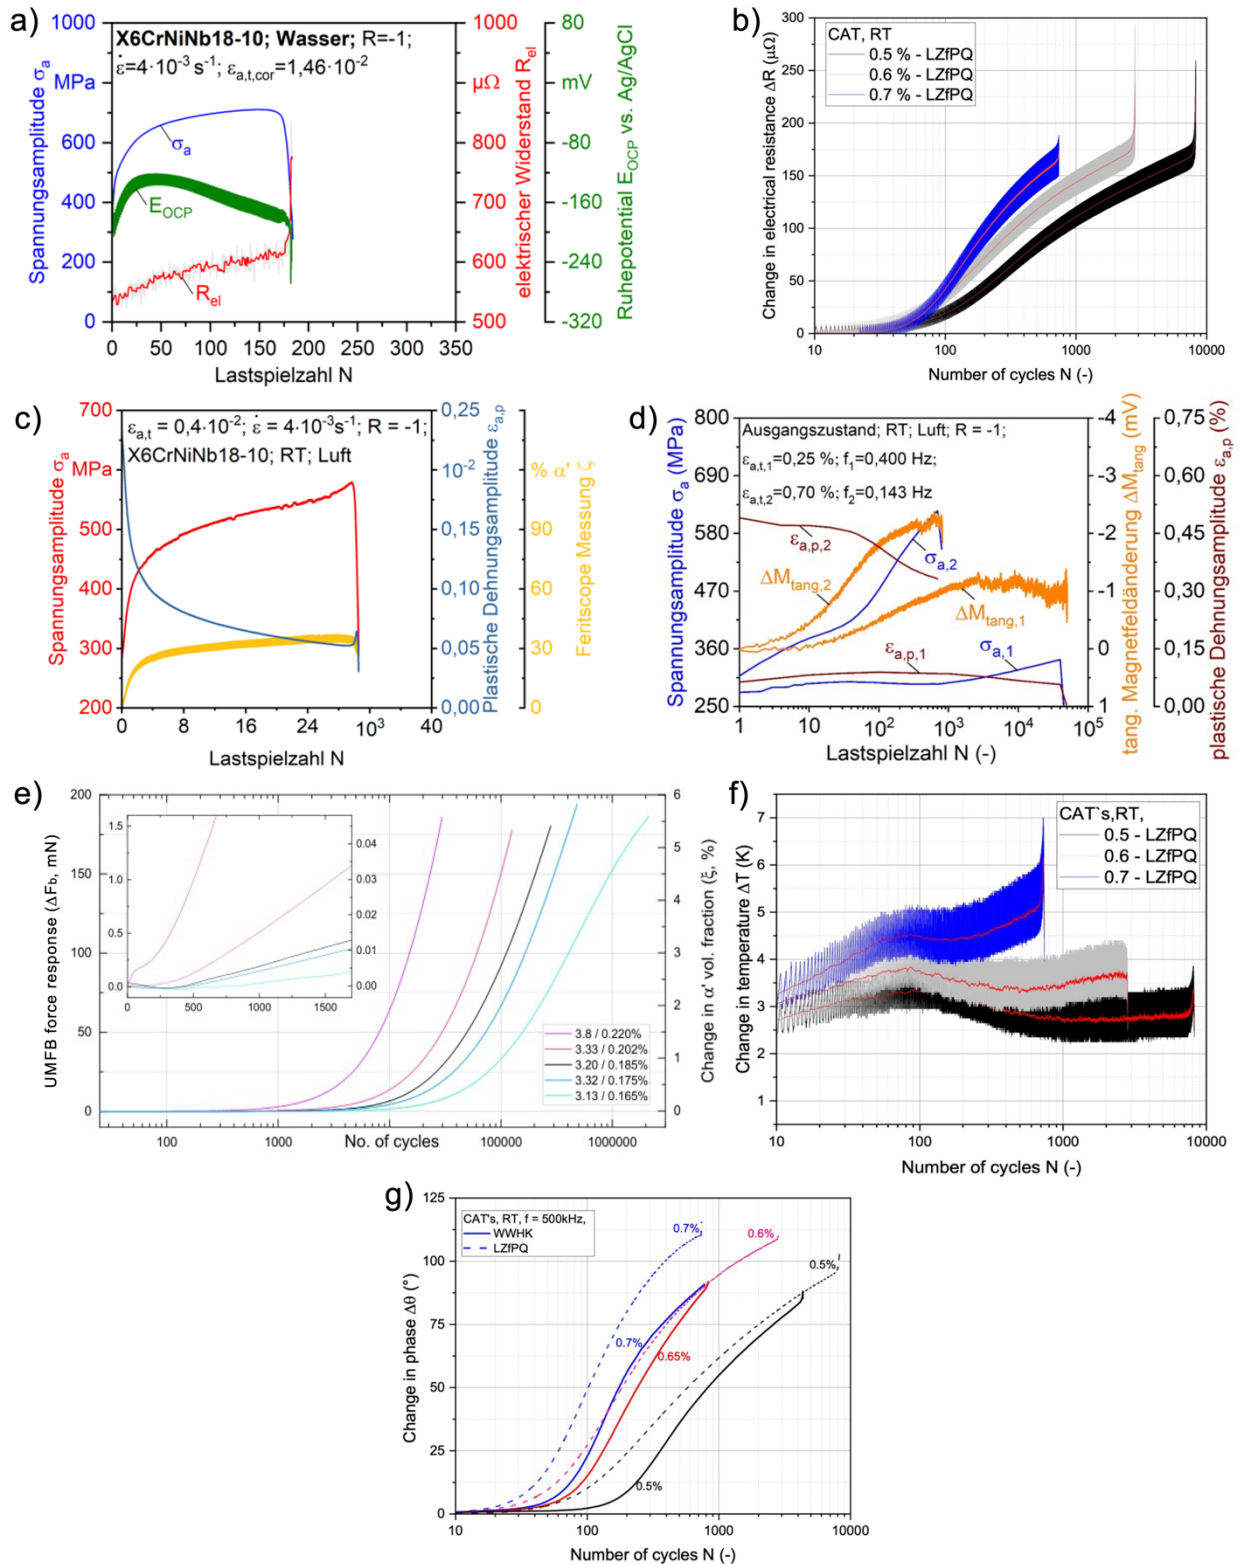 a)
1000
800
600
400
200
0
Spannungsamplitude σa
MPa
X6CrNiNb18-10; Wasser; R=-1;
ε̇=4·10⁻³ s⁻¹; εa,t,cor=1,46·10⁻²
σa
EOCP
Rel
0 50 100 150 200 250 300 350
Lastspielzahl N
1000
900
µΩ
800
700
600
500
elektrischer Widerstand Rel
80
0
mV
-80
-160
-240
-320
Ruhepotential EOCP vs. Ag/AgCl
b)
CAT, RT
0.5 % - LZfPQ
0.6 % - LZfPQ
0.7 % - LZfPQ
300
250
200
150
100
50
0
Change in electrical resistance ΔR (µΩ)
10 100 1000 10000
Number of cycles N (-)
c)
700
600
MPa
500
400
300
200
Spannungsamplitude σa
εa,t = 0,4·10⁻²; ε̇ = 4·10⁻³s⁻¹; R = -1;
X6CrNiNb18-10; RT; Luft
0 8 16 24 10³ 40
Lastspielzahl N
0,25
0,20
10⁻²
0,15
0,10
0,05
0,00
Plastische Dehnungsamplitude εa,p
% α'
90
60
30
0
Feritscope Messung ζ
d)
800
690
580
470
360
250
Spannungsamplitude σa (MPa)
Ausgangszustand; RT; Luft; R = -1;
εa,t,1=0,25 %; f1=0,400 Hz;
εa,t,2=0,70 %; f2=0,143 Hz
εa,p,2
σa,2
ΔMtang,2
ΔMtang,1
εa,p,1
σa,1
1 10¹ 10² 10³ 10⁴ 10⁵
Lastspielzahl N (-)
-4
-3
-2
-1
0
1
tang. Magnetfeldänderung ΔMtang (mV)
0,75
0,60
0,45
0,30
0,15
0,00
plastische Dehnungsamplitude εa,p (%)
e)
200
150
100
50
0
UMFB force response (ΔFb, mN)
1.5
1.0
0.5
0.0
0.04
0.03
0.02
0.01
0.00
0 500 1000 1500
3.8 / 0.220%
3.33 / 0.202%
3.20 / 0.185%
3.32 / 0.175%
3.13 / 0.165%
100 1000 10000 100000 1000000
No. of cycles
6
5
4
3
2
1
0
Change in α' vol. fraction (ξ, %)
f)
CAT`s,RT,
0.5 - LZfPQ
0.6 - LZfPQ
0.7 - LZfPQ
7
6
5
4
3
2
1
Change in temperature ΔT (K)
10 100 1000 10000
Number of cycles N (-)
g)
CAT's, RT, f = 500kHz,
WWHK
LZfPQ
125
100
75
50
25
0
Change in phase Δθ (°)
0.7%
0.6%
0.5%
0.7%
0.65%
0.5%
10 100 1000 10000
Number of cycles N (-)